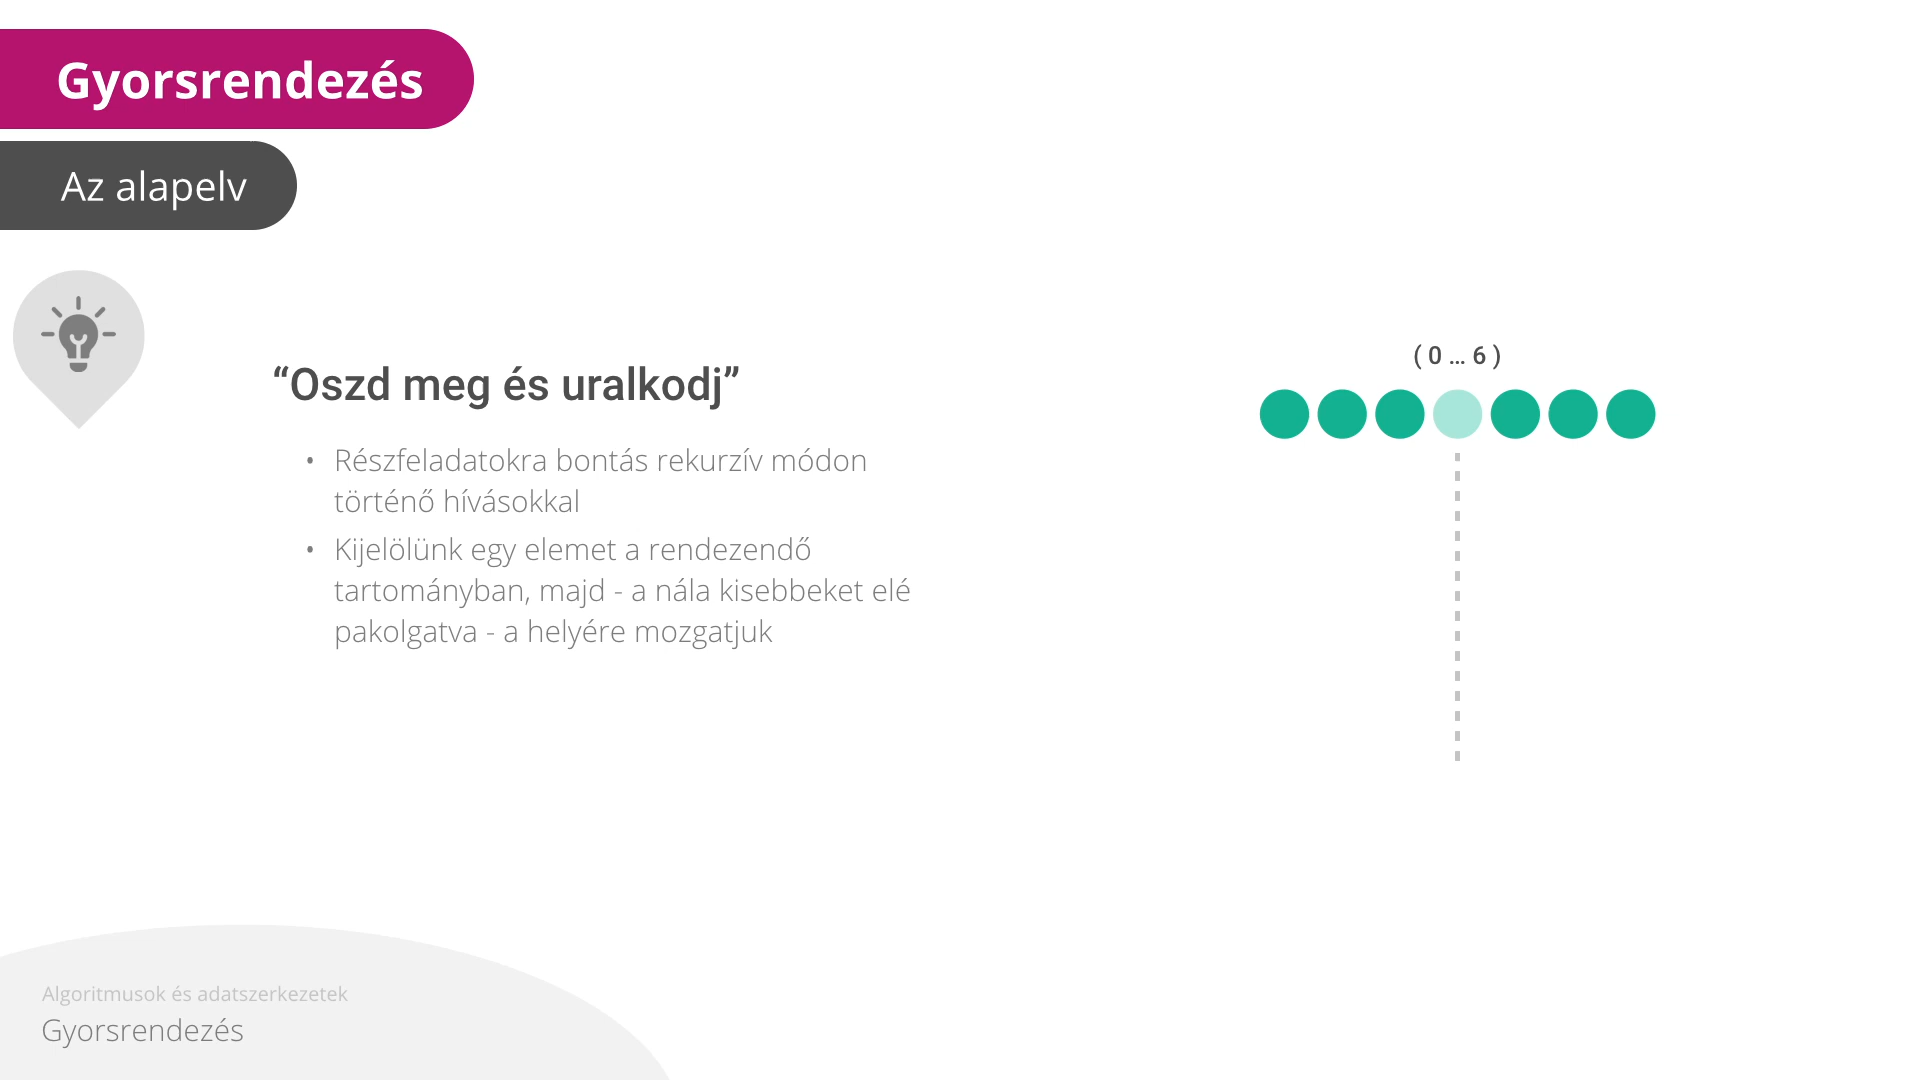 Gyorsrendezés
Az alapelv
“Oszd meg és uralkodj”
• Részfeladatokra bontás rekurzív módon
történő hívásokkal
• Kijelölünk egy elemet a rendezendő
tartományban, majd - a nála kisebbeket elé
pakolgatva - a helyére mozgatjuk
( 0 ... 6 )
Algoritmusok és adatszerkezetek
Gyorsrendezés